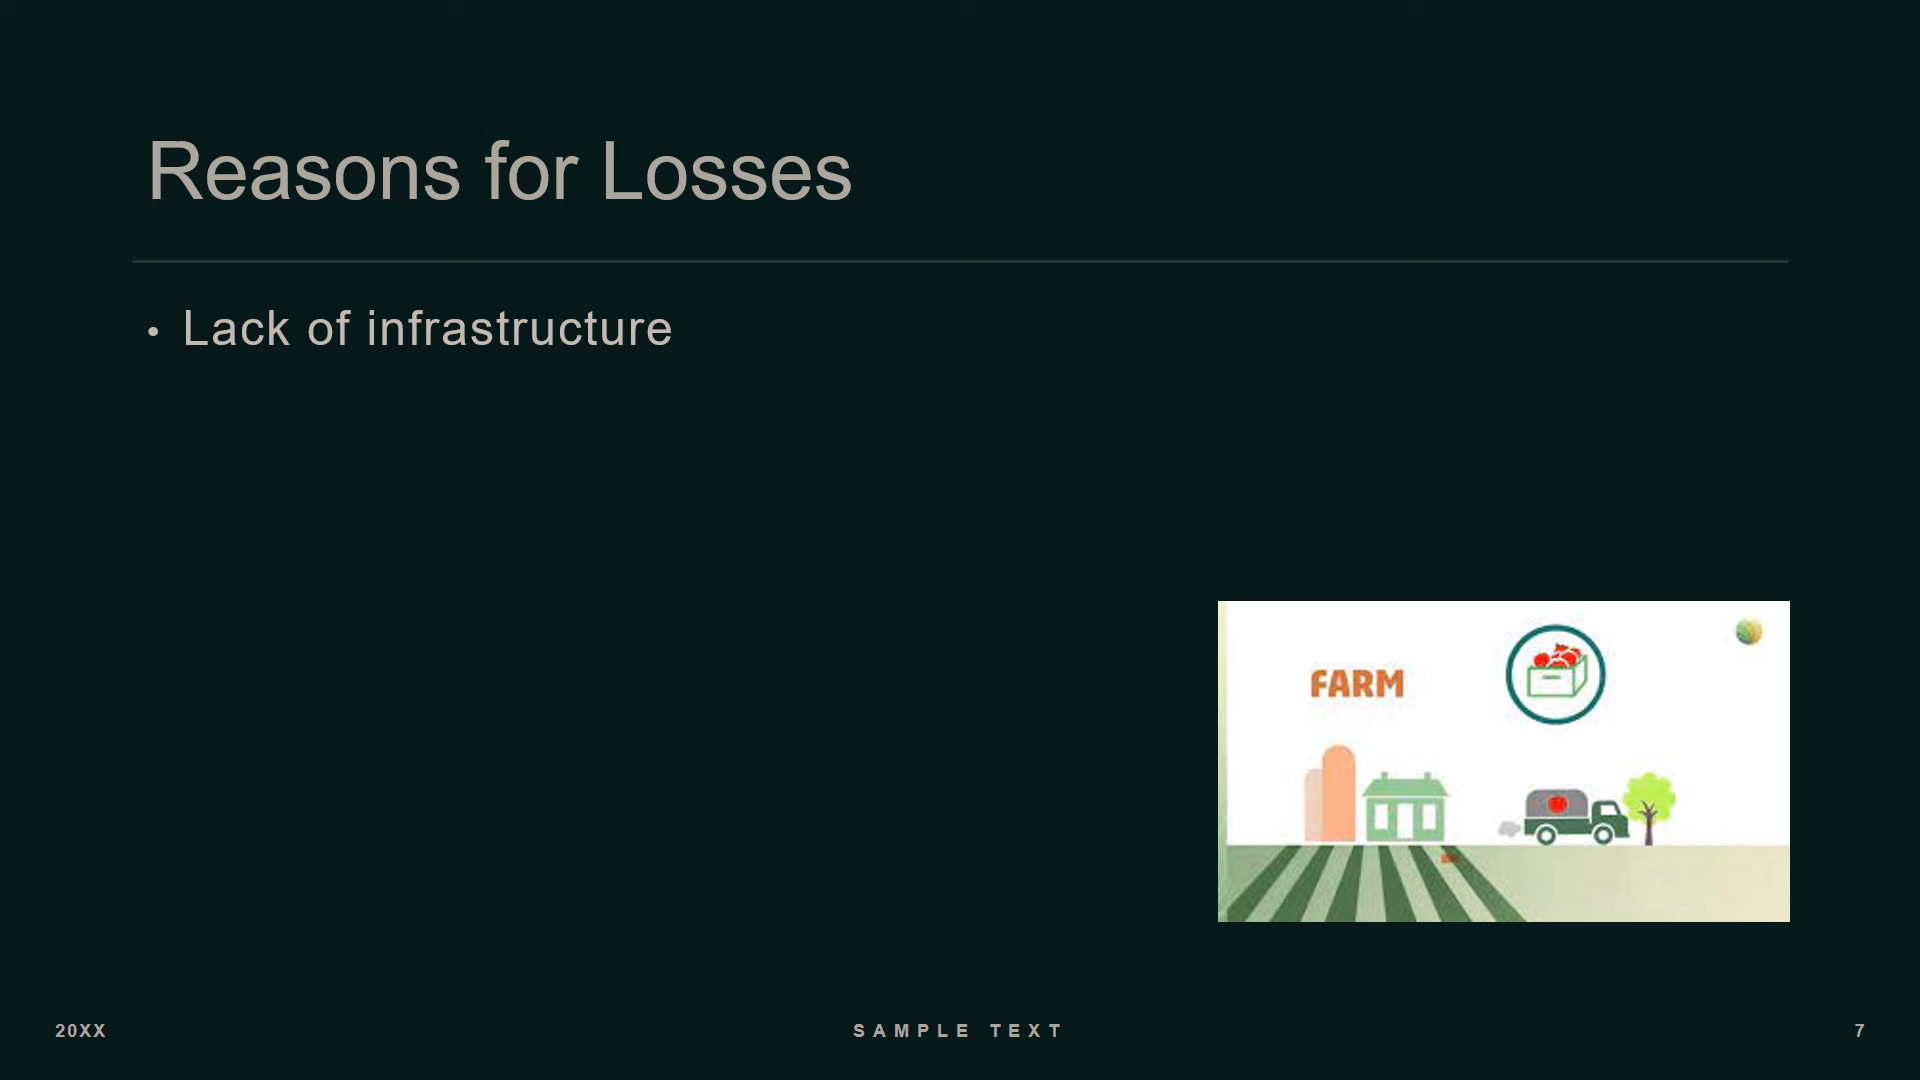 Reasons for Losses
• Lack of infrastructure
FARM
20XX
SAMPLE TEXT
7